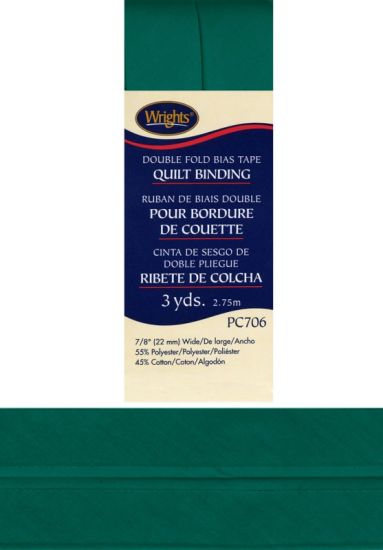 Wrights®
DOUBLE FOLD BIAS TAPE
QUILT BINDING
RUBAN DE BIAIS DOUBLE
POUR BORDURE
DE COUETTE
CINTA DE SESGO DE
DOBLE PLIEGUE
RIBETE DE COLCHA
3 yds. 2.75m
PC706
7/8" (22 mm) Wide/De large/Ancho
55% Polyester/Polyester/Poliéster
45% Cotton/Coton/Algodón